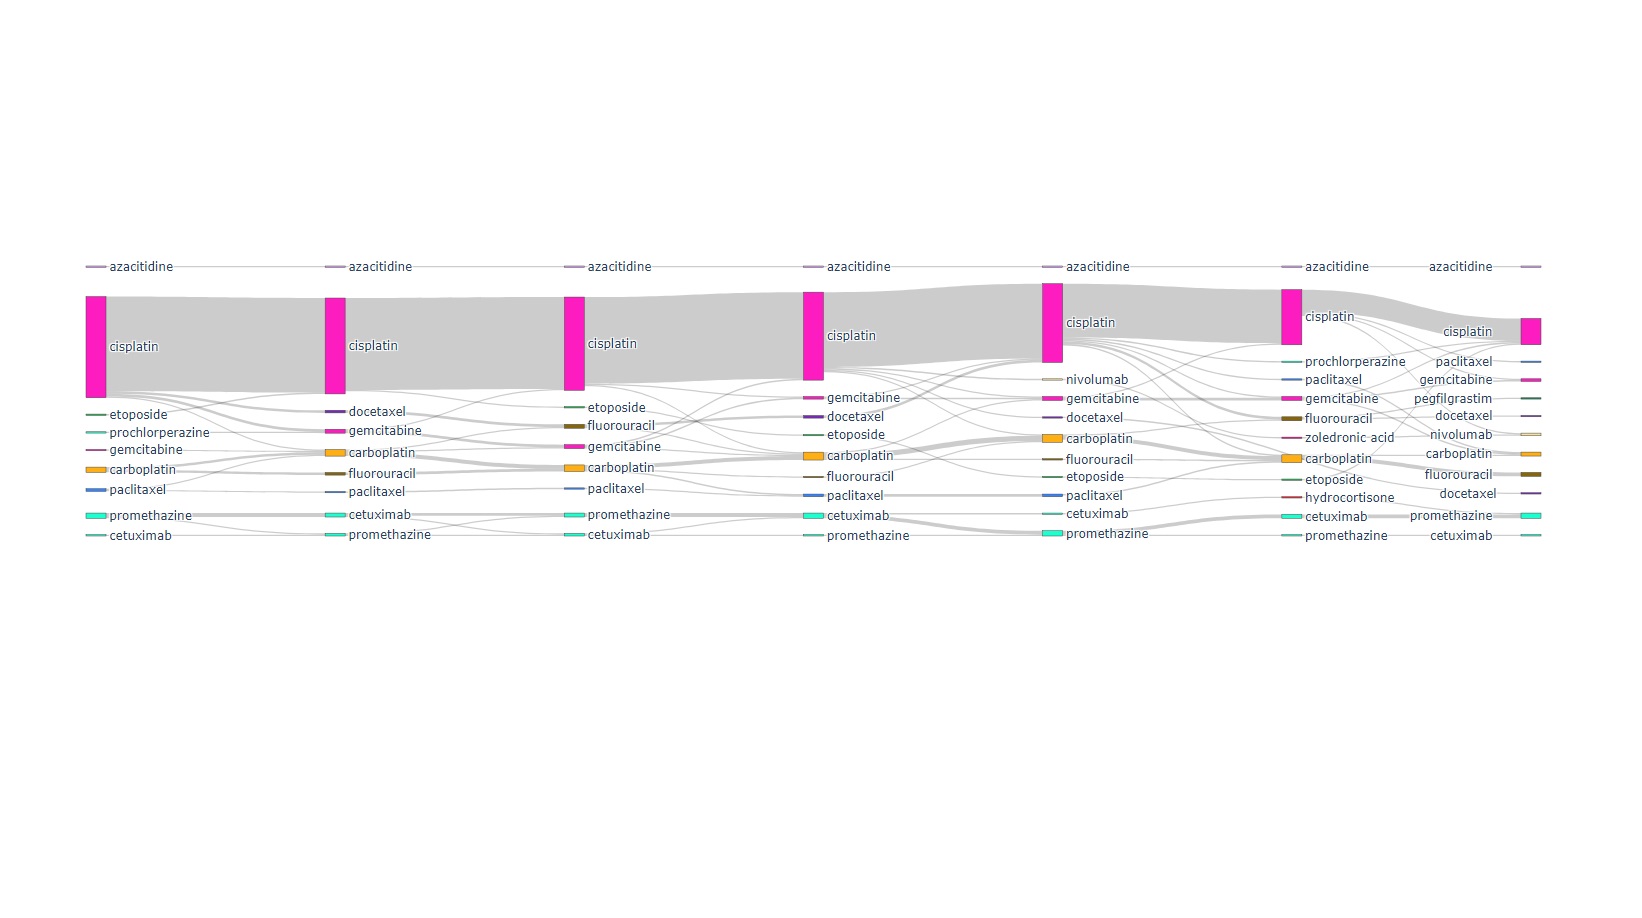 azacitidine
cisplatin
etoposide
prochlorperazine
gemcitabine
carboplatin
paclitaxel
promethazine
cetuximab
azacitidine
cisplatin
docetaxel
gemcitabine
carboplatin
fluorouracil
paclitaxel
cetuximab
promethazine
azacitidine
cisplatin
etoposide
fluorouracil
gemcitabine
carboplatin
paclitaxel
promethazine
cetuximab
azacitidine
cisplatin
gemcitabine
docetaxel
etoposide
carboplatin
fluorouracil
paclitaxel
cetuximab
promethazine
azacitidine
cisplatin
nivolumab
gemcitabine
docetaxel
carboplatin
fluorouracil
etoposide
paclitaxel
cetuximab
promethazine
azacitidine
cisplatin
prochlorperazine
paclitaxel
gemcitabine
fluorouracil
zoledronic acid
carboplatin
etoposide
hydrocortisone
cetuximab
promethazine
azacitidine
cisplatin
paclitaxel
gemcitabine
pegfilgrastim
docetaxel
nivolumab
carboplatin
fluorouracil
docetaxel
promethazine
cetuximab